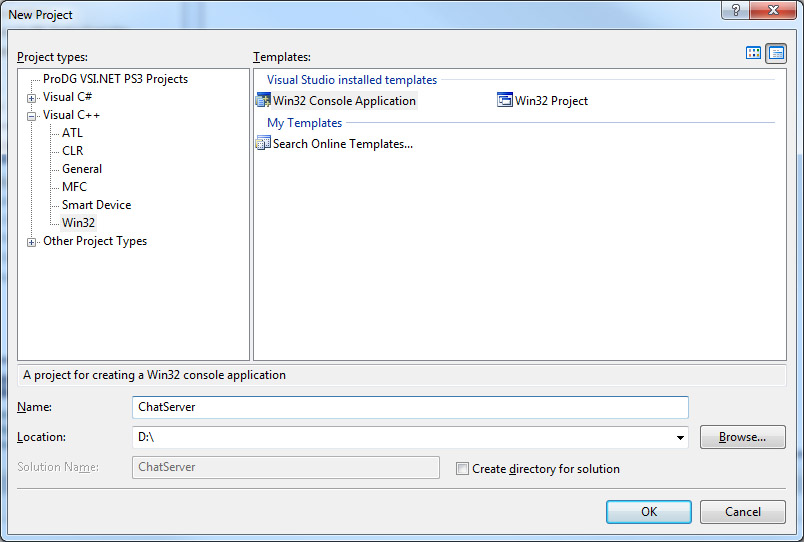 New Project
Project types:
Templates:
ProDG VSI.NET PS3 Projects
Visual C#
Visual C++
ATL
CLR
General
MFC
Smart Device
Win32
Other Project Types
Visual Studio installed templates
Win32 Console Application
Win32 Project
My Templates
Search Online Templates...
A project for creating a Win32 console application
Name:
ChatServer
Location:
D:\
Browse...
Solution Name:
ChatServer
Create directory for solution
OK
Cancel